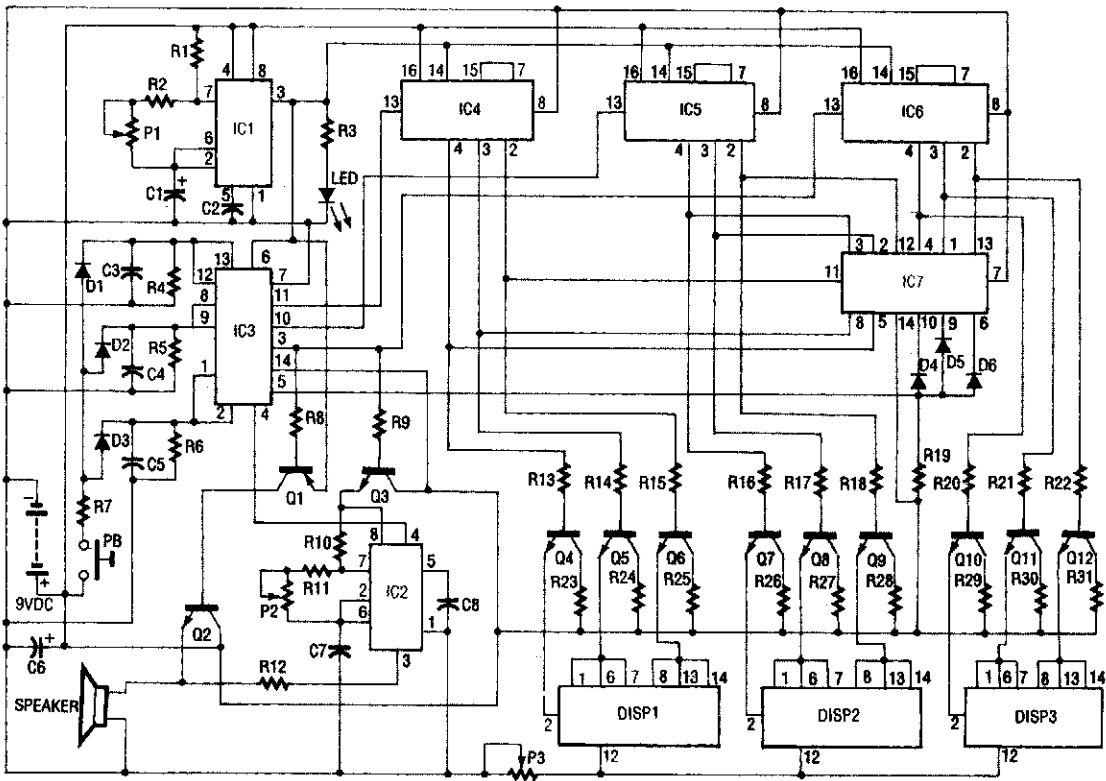 R1
4
8
R2
7
3
IC1
P1
6
2
R3
C1
+
5
1
C2
LED
16
14
15
7
13
IC4
8
4
3
2
16
14
15
7
13
IC5
8
4
3
2
16
14
15
7
13
IC6
8
4
3
2
3
2
12
4
1
13
11
IC7
7
8
5
14
10
9
6
D4
D5
D6
D1
C3
R4
13
6
12
7
8
11
IC3
9
10
3
14
1
5
2
4
D2
R5
C4
D3
C5
R6
R7
PB
−
+
9VDC
R8
R9
Q1
Q3
R10
8
4
7
5
R11
IC2
P2
2
6
1
3
C7
C8
Q2
C6
+
R12
SPEAKER
P3
R13
R14
R15
R16
R17
R18
R19
R20
R21
R22
Q4
Q5
Q6
Q7
Q8
Q9
Q10
Q11
Q12
R23
R24
R25
R26
R27
R28
R29
R30
R31
1
6
7
8
13
14
2
DISP1
12
1
6
7
8
13
14
2
DISP2
12
1
6
7
8
13
14
2
DISP3
12